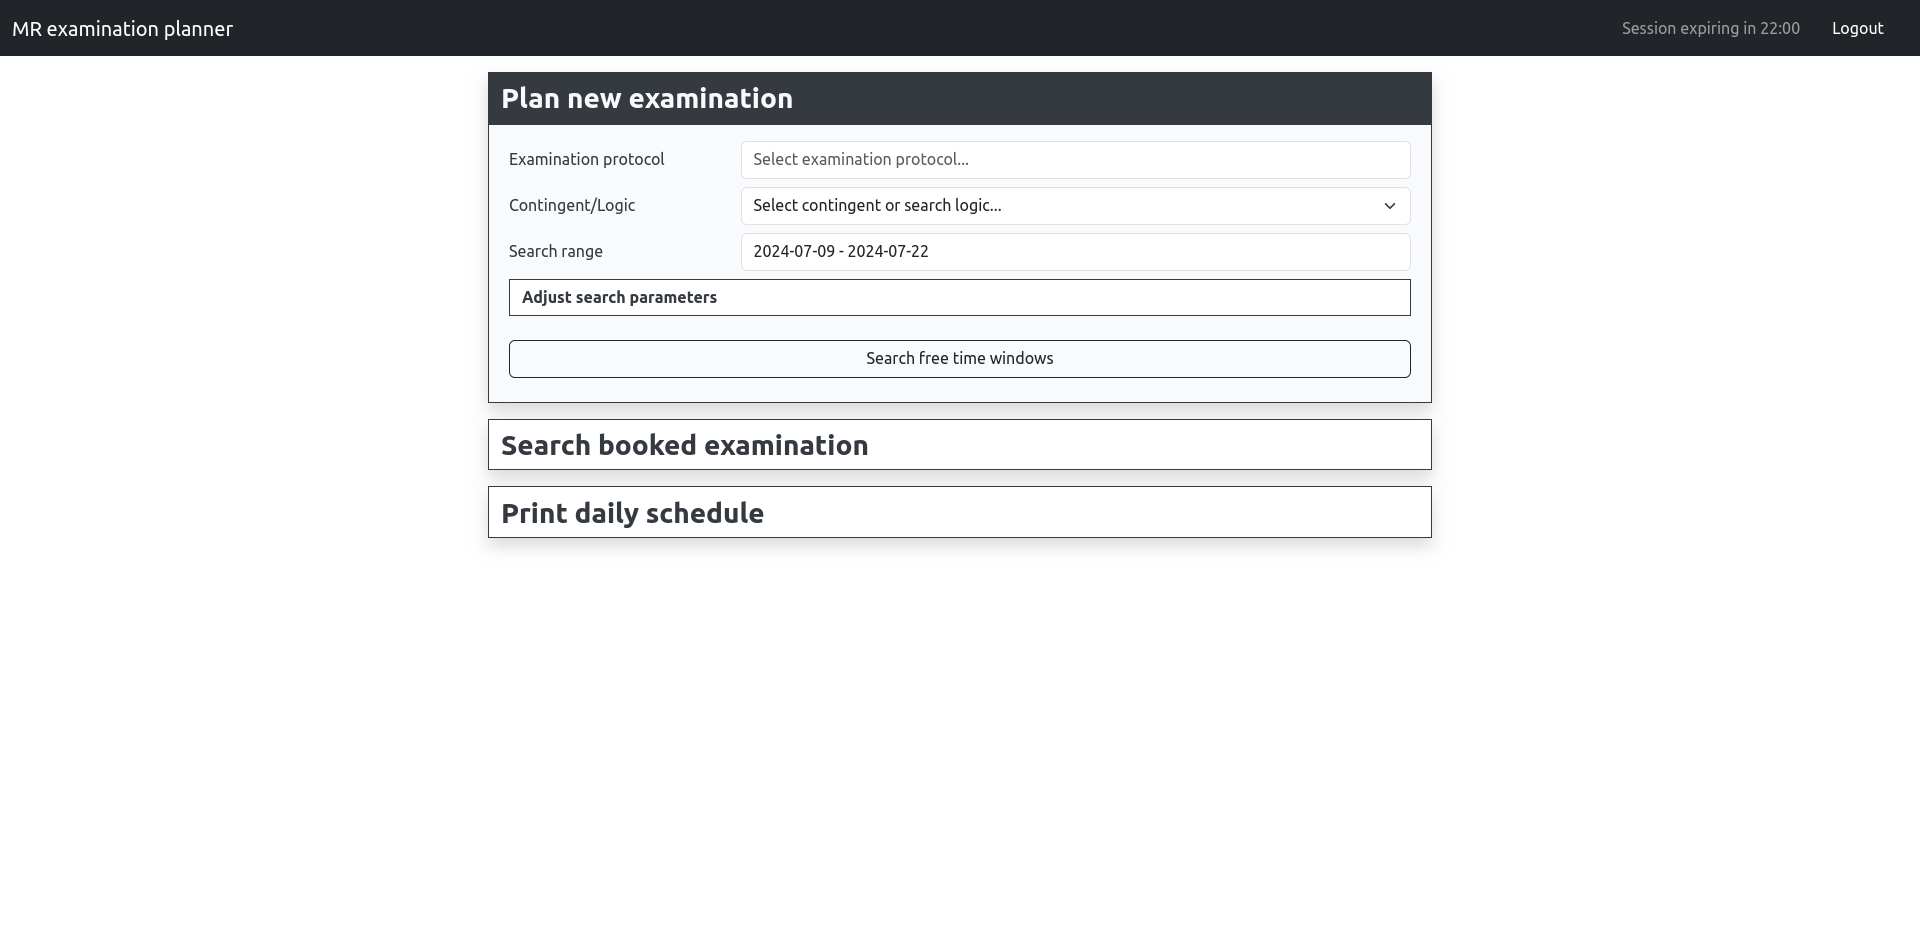 MR examination planner
Session expiring in 22:00
Logout
Plan new examination
Examination protocol
Select examination protocol...
Contingent/Logic
Select contingent or search logic...
Search range
2024-07-09 - 2024-07-22
Adjust search parameters
Search free time windows
Search booked examination
Print daily schedule